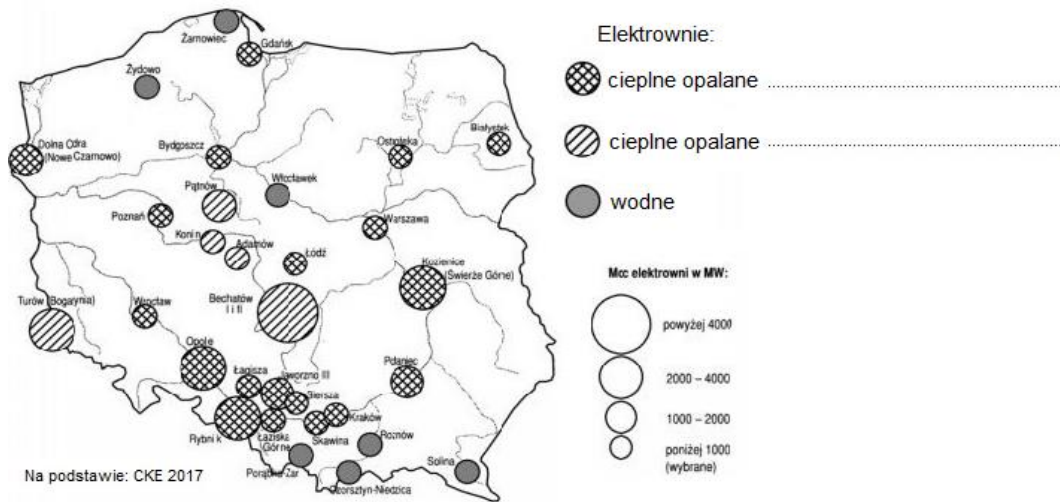 Żarnowiec
Gdańsk
Żydowo
Dolna Odra
(Nowe Czarnowo)
Bydgoszcz
Ostrołęka
Białystok
Pątnów
Włocławek
Poznań
Konin
Adamów
Łódź
Warszawa
Kozienice
(Świerże Górne)
Turów (Bogatynia)
Wrocław
Bełchatów
I i II
Opole
Łagisza
Jaworzno III
Siersza
Połaniec
Rybnik
Łaziska
Górne
Skawina
Kraków
Rożnów
Porąbka-Żar
Czorsztyn-Niedzica
Solina
Na podstawie: CKE 2017
Elektrownie:
cieplne opalane ................................................
cieplne opalane ................................................
wodne
Moc elektrowni w MW:
powyżej 4000
2000 – 4000
1000 – 2000
poniżej 1000
(wybrane)